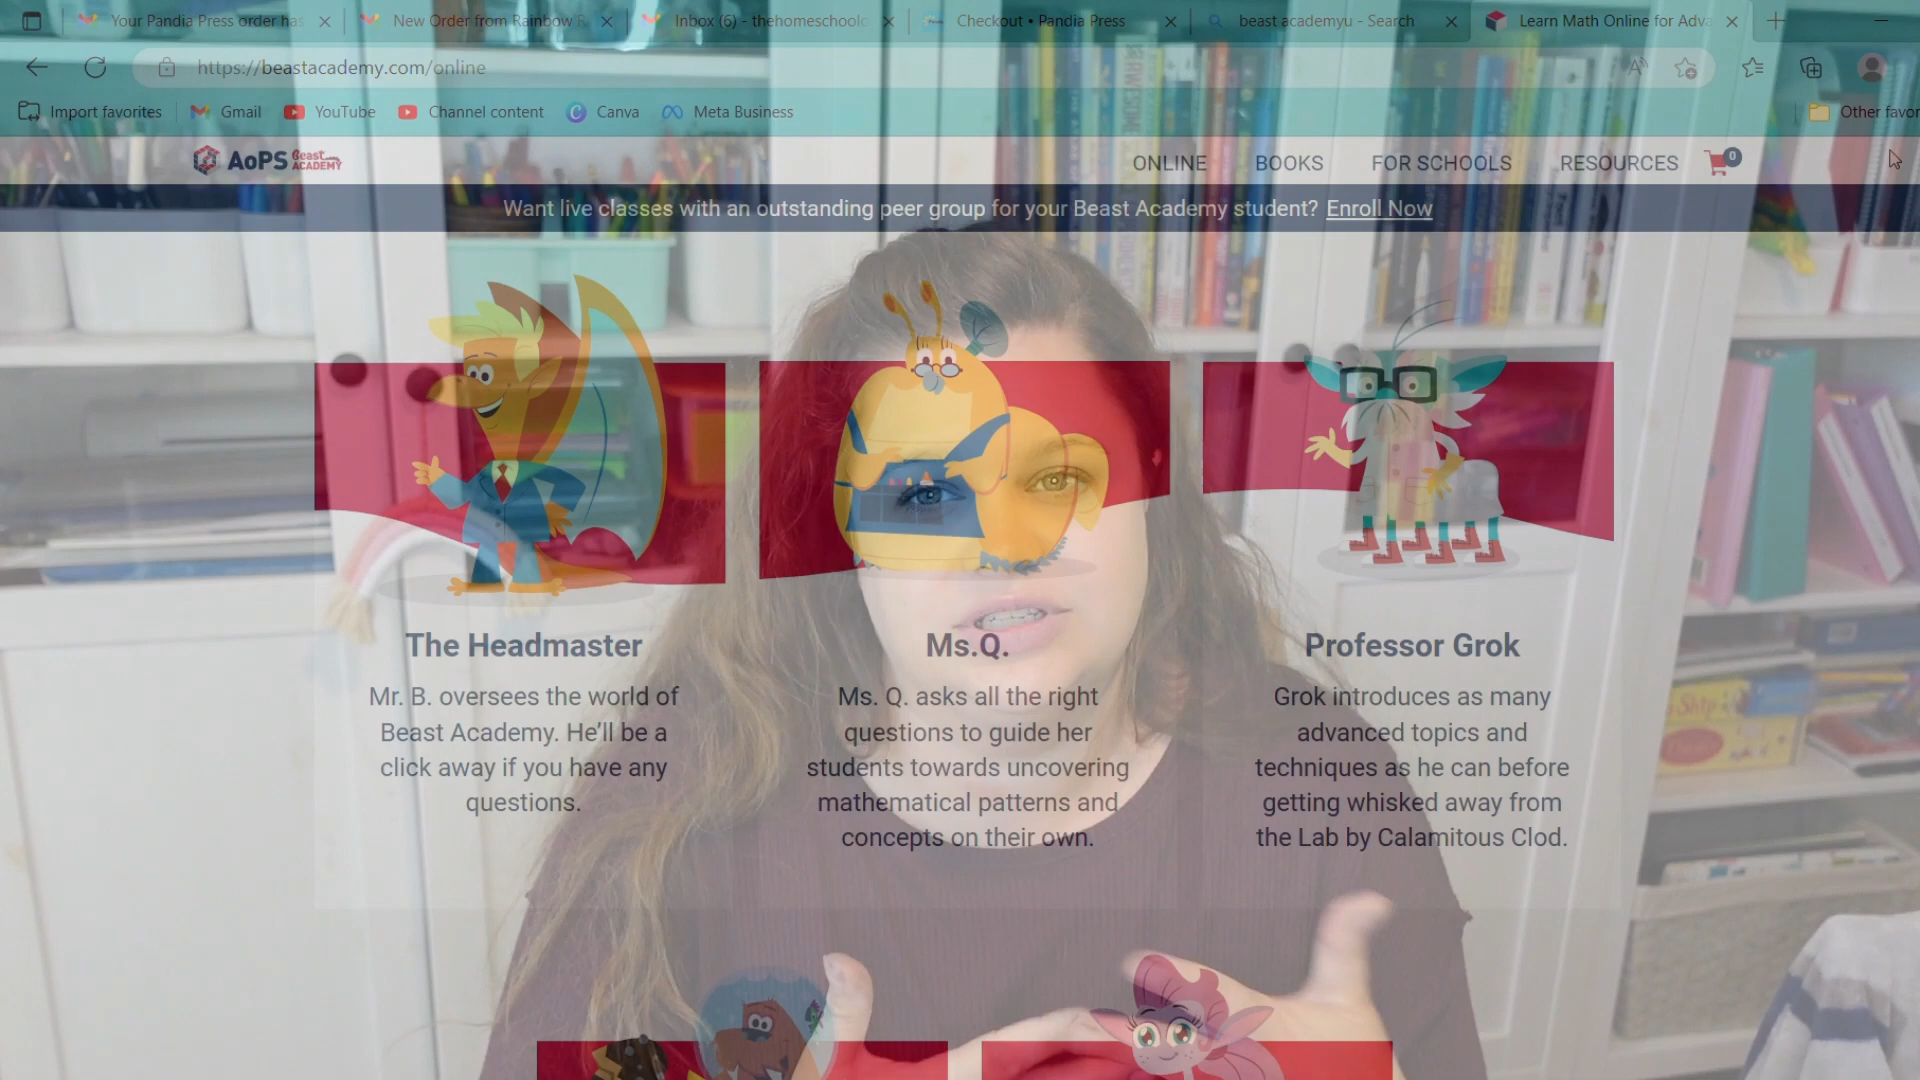 Your Pandia Press order has
New Order from Rainbow R
Inbox (6) - thehomeschoolc
Checkout • Pandia Press
beast academyu - Search
Learn Math Online for Adva
https://beastacademy.com/online
Import favorites
Gmail
YouTube
Channel content
Canva
Meta Business
Other favor
AoPS Beast ACADEMY
ONLINE
BOOKS
FOR SCHOOLS
RESOURCES
0
Want live classes with an outstanding peer group for your Beast Academy student? Enroll Now
The Headmaster
Mr. B. oversees the world of
Beast Academy. He'll be a
click away if you have any
questions.
Ms.Q.
Ms. Q. asks all the right
questions to guide her
students towards uncovering
mathematical patterns and
concepts on their own.
Professor Grok
Grok introduces as many
advanced topics and
techniques as he can before
getting whisked away from
the Lab by Calamitous Clod.